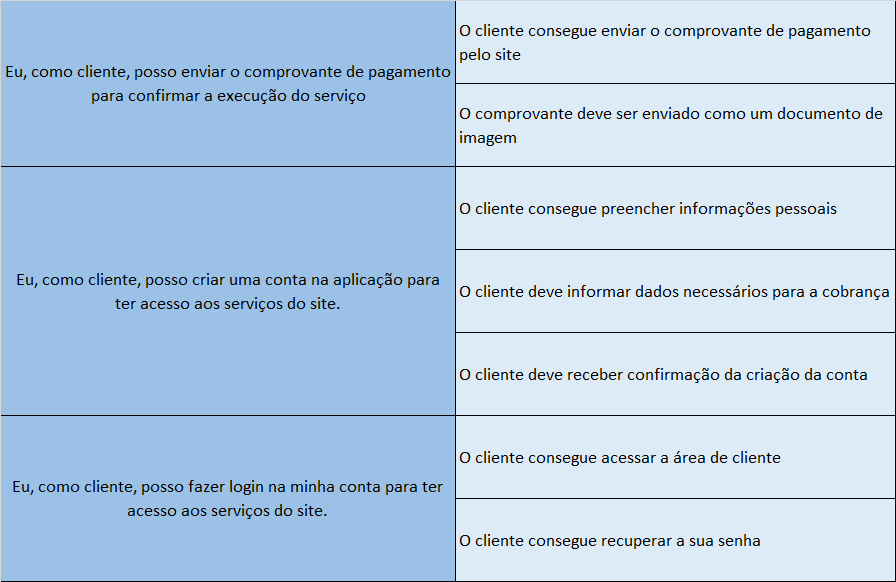 Eu, como cliente, posso enviar o comprovante de pagamento
para confirmar a execução do serviço
O cliente consegue enviar o comprovante de pagamento
pelo site
O comprovante deve ser enviado como um documento de
imagem
Eu, como cliente, posso criar uma conta na aplicação para
ter acesso aos serviços do site.
O cliente consegue preencher informações pessoais
O cliente deve informar dados necessários para a cobrança
O cliente deve receber confirmação da criação da conta
Eu, como cliente, posso fazer login na minha conta para ter
acesso aos serviços do site.
O cliente consegue acessar a área de cliente
O cliente consegue recuperar a sua senha